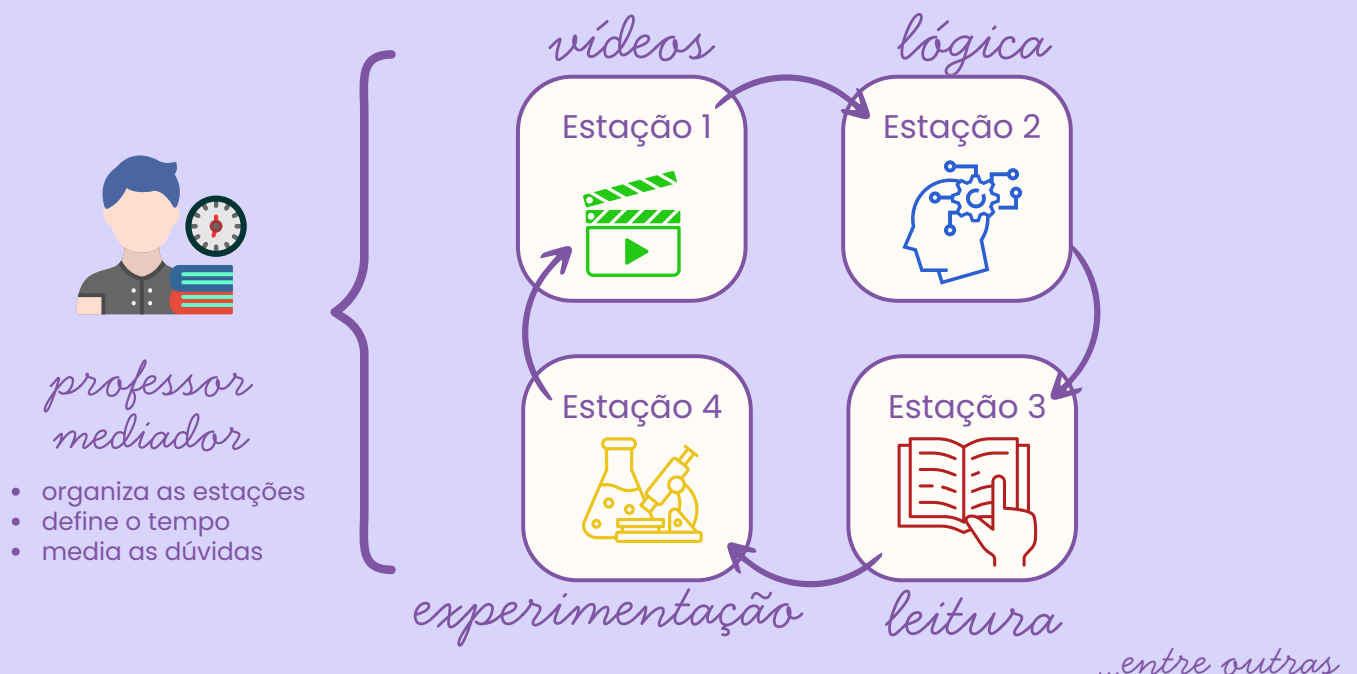 vídeos
lógica
Estação 1
Estação 2
professor
mediador
• organiza as estações
• define o tempo
• media as dúvidas
Estação 4
Estação 3
experimentação
leitura
...entre outras